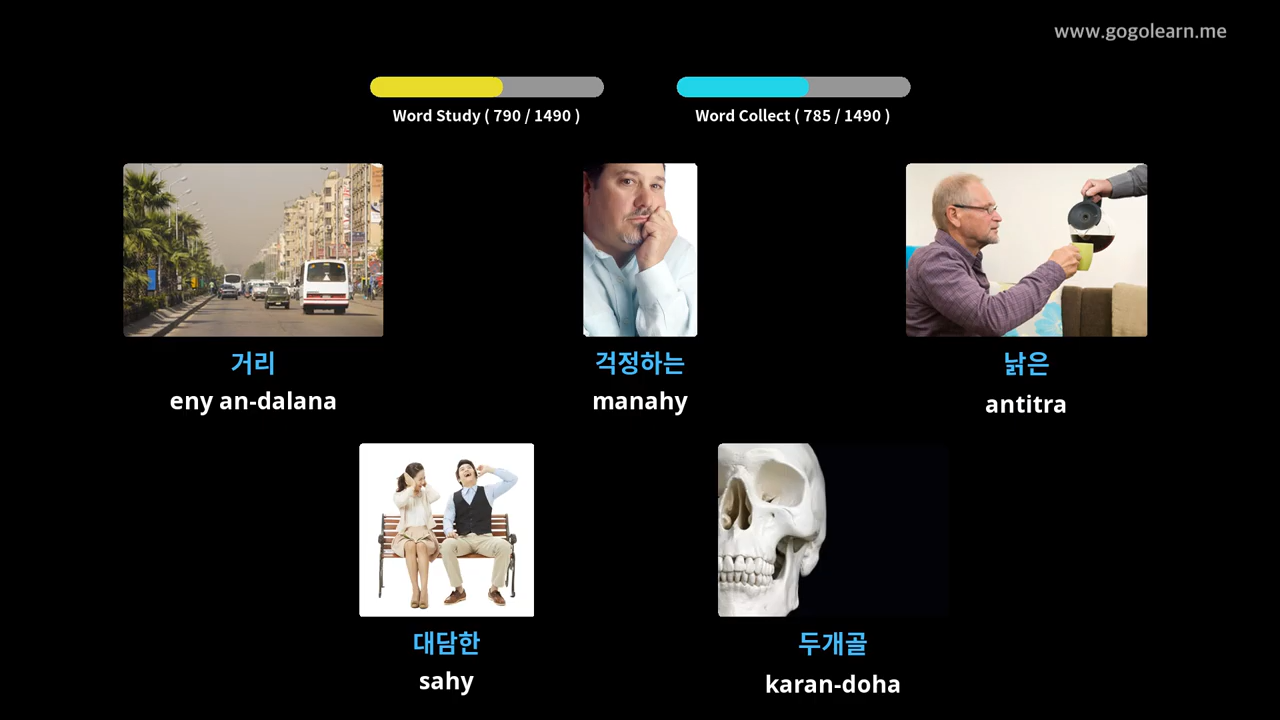 www.gogolearn.me
Word Study ( 790 / 1490 )
Word Collect ( 785 / 1490 )
거리
eny an-dalana
걱정하는
manahy
낡은
antitra
대담한
sahy
두개골
karan-doha